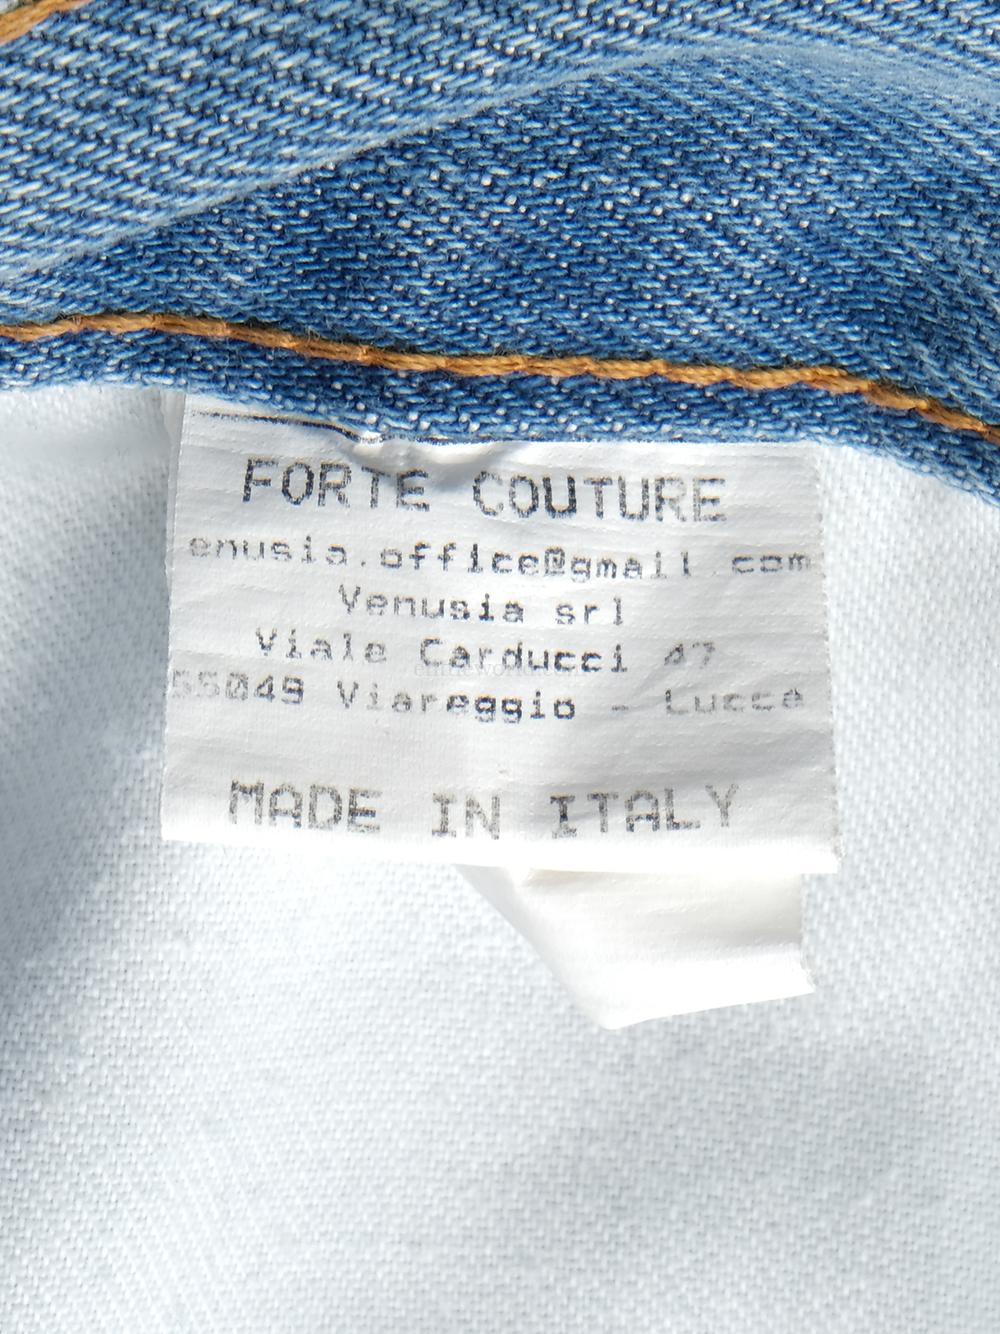 FORTE COUTURE
enusia.office@gmail com
Venusia srl
Viale Carducci 47
55049 Viareggio - Lucca
MADE IN ITALY